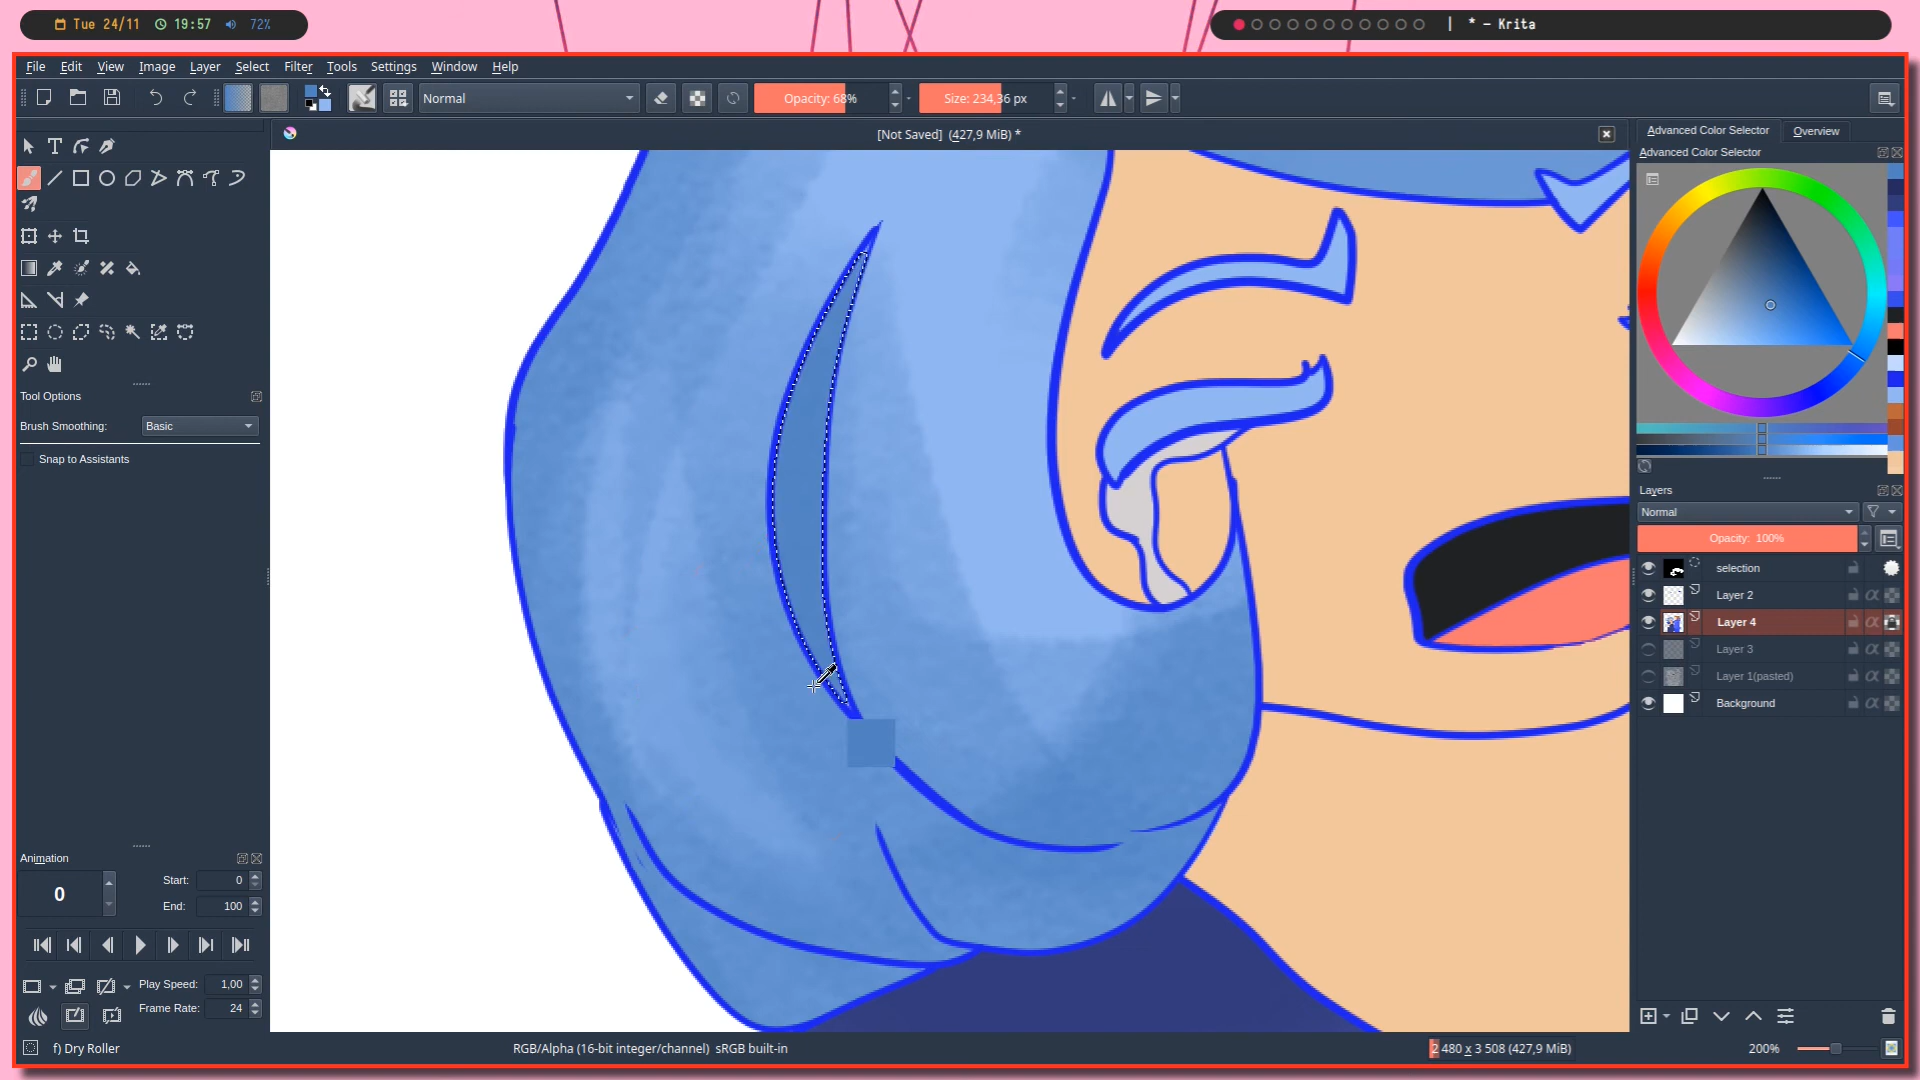 Tue 24/11 19:57 72%
* – Krita
File Edit View Image Layer Select Filter Tools Settings Window Help
Normal
Opacity: 68%
Size: 234,36 px
[Not Saved] (427,9 MiB) *
Advanced Color Selector
Overview
Advanced Color Selector
Tool Options
Brush Smoothing: Basic
Snap to Assistants
Layers
Normal
Opacity: 100%
selection
Layer 2
Layer 4
Layer 3
Layer 1(pasted)
Background
Animation
0
Start: 0
End: 100
Play Speed: 1,00
Frame Rate: 24
f) Dry Roller
RGB/Alpha (16-bit integer/channel) sRGB built-in
2 480 x 3 508 (427,9 MiB)
200%